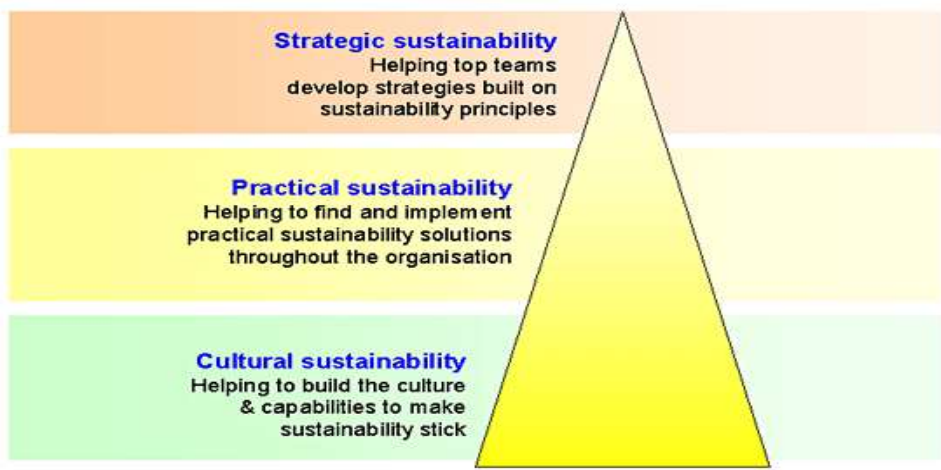 Strategic sustainability
Helping top teams
develop strategies built on
sustainability principles
Practical sustainability
Helping to find and implement
practical sustainability solutions
throughout the organisation
Cultural sustainability
Helping to build the culture
& capabilities to make
sustainability stick